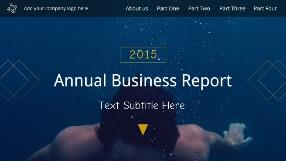 Add your company logo here
About us Part One Part Two Part Three Part Four
2015
Annual Business Report
Text Subtitle Here